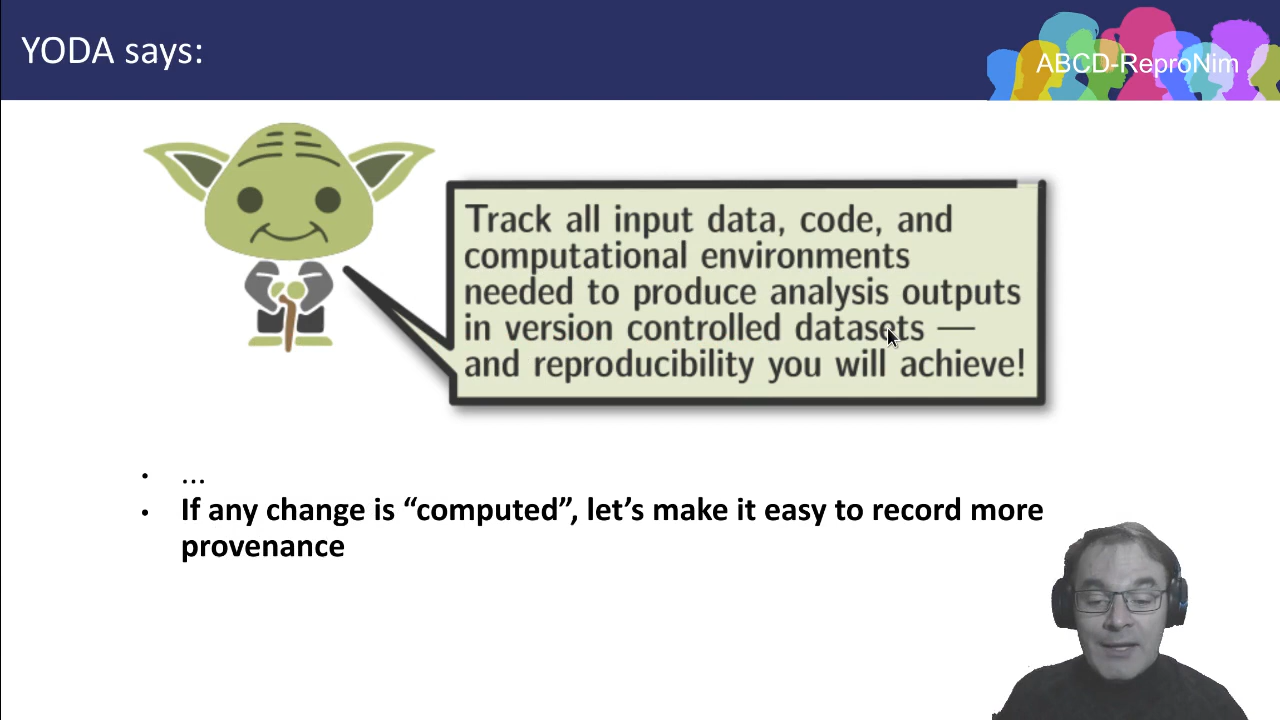 YODA says:
ABCD-ReproNim
Track all input data, code, and
computational environments
needed to produce analysis outputs
in version controlled datasets —
and reproducibility you will achieve!
• ...
• If any change is “computed”, let’s make it easy to record more
provenance